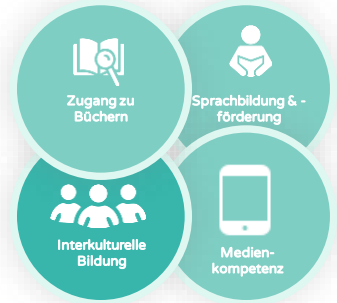 Zugang zu
Büchern
Sprachbildung & -
förderung
Interkulturelle
Bildung
Medien-
kompetenz